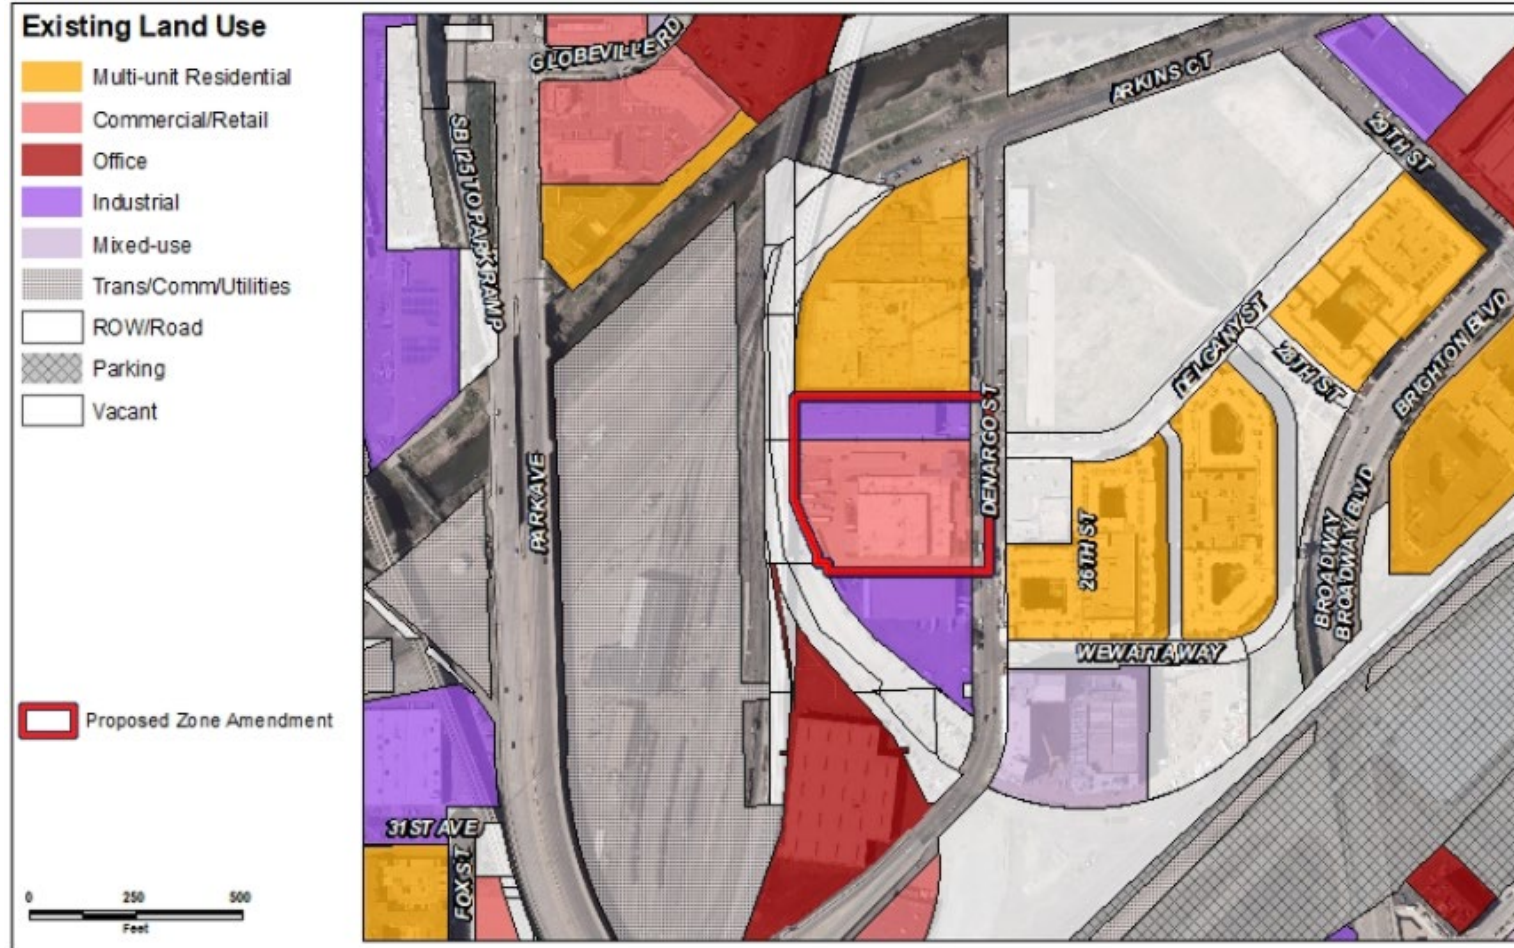 Existing Land Use
Multi-unit Residential
Commercial/Retail
Office
Industrial
Mixed-use
Trans/Comm/Utilities
ROW/Road
Parking
Vacant
Proposed Zone Amendment
0 250 500
Feet
GLOBEVILLE RD
ARKINS CT
29TH ST
SB I25 TO PARK RAMP
DELGANY ST
28TH ST
BRIGHTON BLVD
DENARGO ST
PARK AVE
26TH ST
BROADWAY
BROADWAY BLVD
WEWATTA WAY
31ST AVE
FOX ST